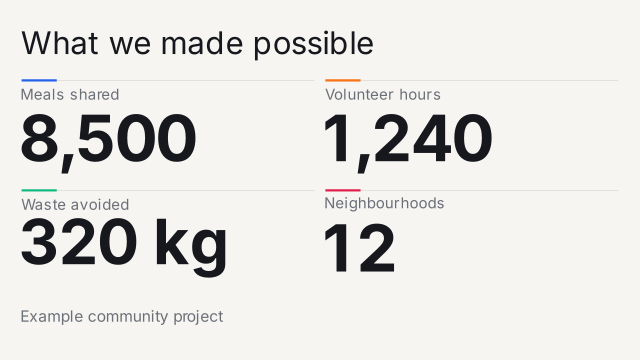 What we made possible
Meals shared
8,500
Volunteer hours
1,240
Waste avoided
320 kg
Neighbourhoods
12
Example community project